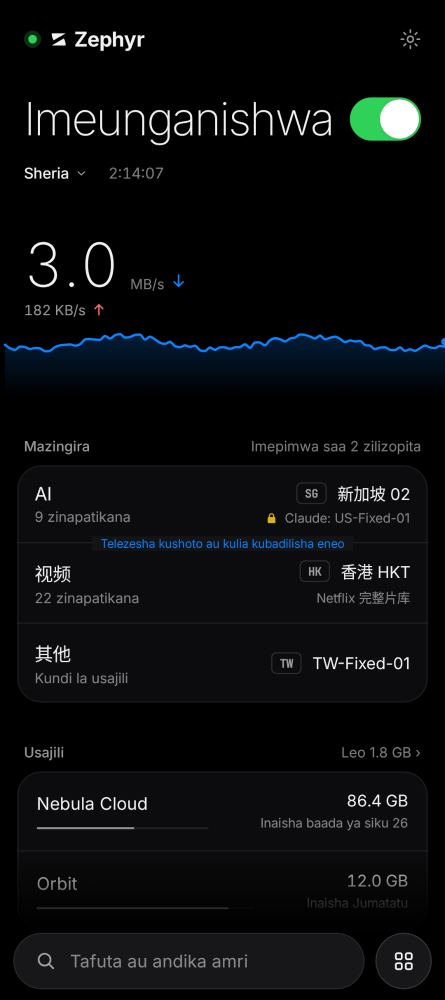 Zephyr
Imeunganishwa
Sheria 2:14:07
3.0 MB/s ↓
182 KB/s ↑
Mazingira Imepimwa saa 2 zilizopita
AI SG 新加坡 02
9 zinapatikana Claude: US-Fixed-01
Telezesha kushoto au kulia kubadilisha eneo
视频 HK 香港 HKT
22 zinapatikana Netflix 完整片库
其他 TW TW-Fixed-01
Kundi la usajili
Usajili Leo 1.8 GB ›
Nebula Cloud 86.4 GB
Inaisha baada ya siku 26
Orbit 12.0 GB
Inaisha Jumatatu
Tafuta au andika amri